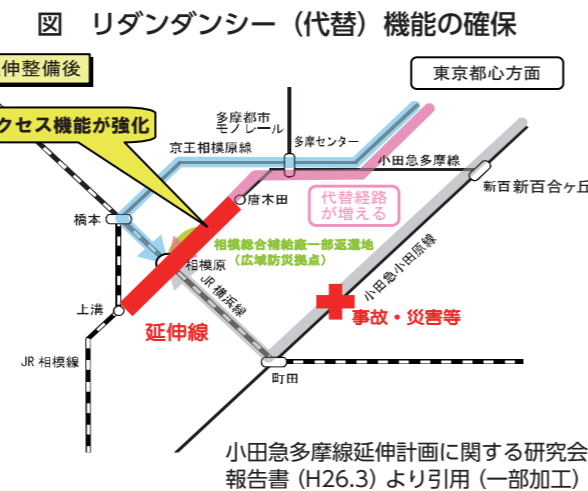 図　リダンダンシー（代替）機能の確保
伸整備後
東京都心方面
クセス機能が強化
多摩都市
モノレール
多摩センター
京王相模原線
小田急多摩線
新百合ヶ丘
唐木田
代替経路
が増える
橋本
相模総合補給廠一部返還地
（広域防災拠点）
相模原
小田急小田原線
JR横浜線
上溝
延伸線
事故・災害等
JR相模線
町田
小田急多摩線延伸計画に関する研究会
報告書（H26.3）より引用（一部加工）